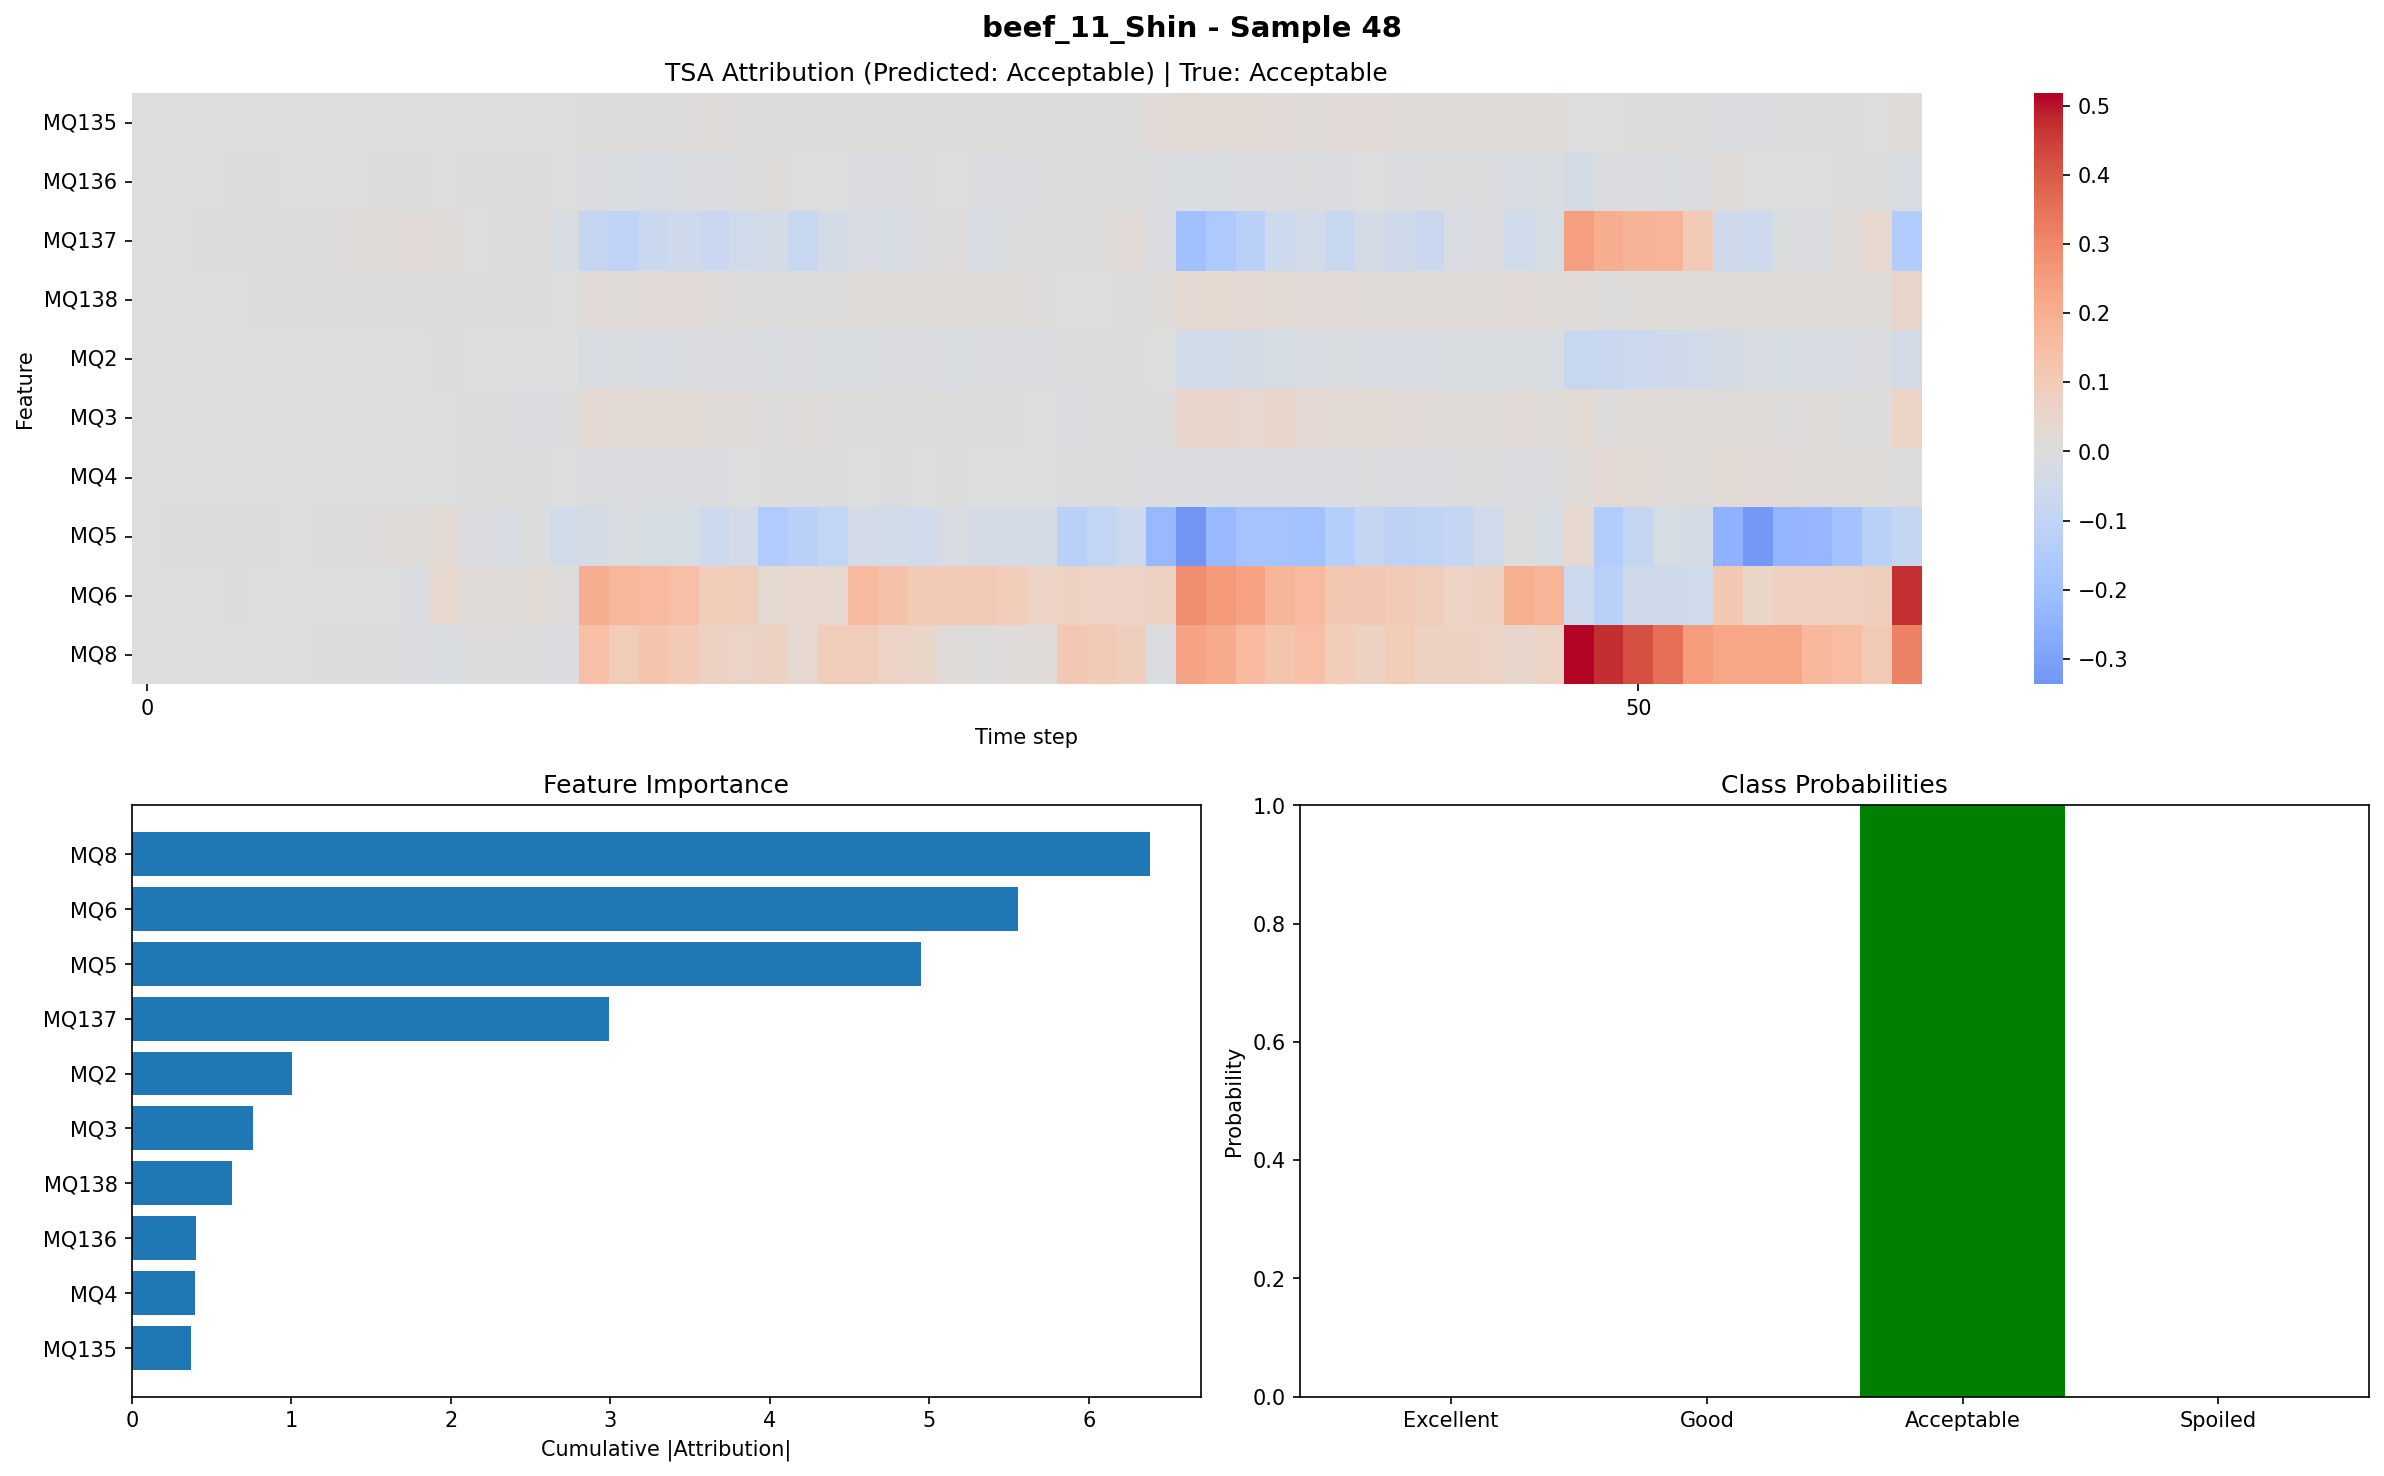 beef_11_Shin - Sample 48
TSA Attribution (Predicted: Acceptable) | True: Acceptable
Feature
MQ135
MQ136
MQ137
MQ138
MQ2
MQ3
MQ4
MQ5
MQ6
MQ8
0
50
Time step
0.5
0.4
0.3
0.2
0.1
0.0
−0.1
−0.2
−0.3
Feature Importance
MQ8
MQ6
MQ5
MQ137
MQ2
MQ3
MQ138
MQ136
MQ4
MQ135
0 1 2 3 4 5 6
Cumulative |Attribution|
Class Probabilities
Probability
1.0
0.8
0.6
0.4
0.2
0.0
Excellent Good Acceptable Spoiled